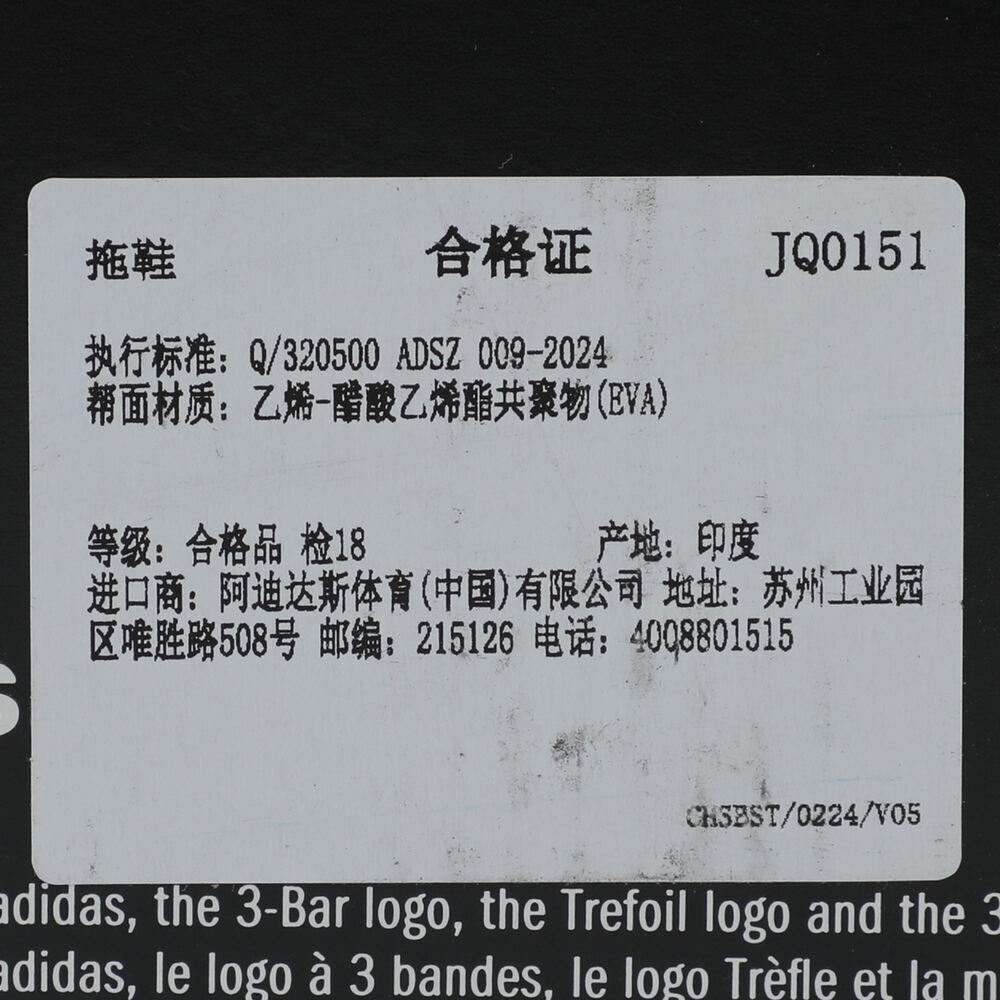 拖鞋 合格证 JQ0151
执行标准: Q/320500 ADSZ 009-2024
帮面材质: 乙烯-醋酸乙烯酯共聚物(EVA)
等级: 合格品 检18 产地: 印度
进口商: 阿迪达斯体育(中国)有限公司 地址: 苏州工业园
区唯胜路508号 邮编: 215126 电话: 4008801515
s
CHSBST/0224/V05
adidas, the 3-Bar logo, the Trefoil logo and the 3
adidas, le logo à 3 bandes, le logo Trèfle et la m